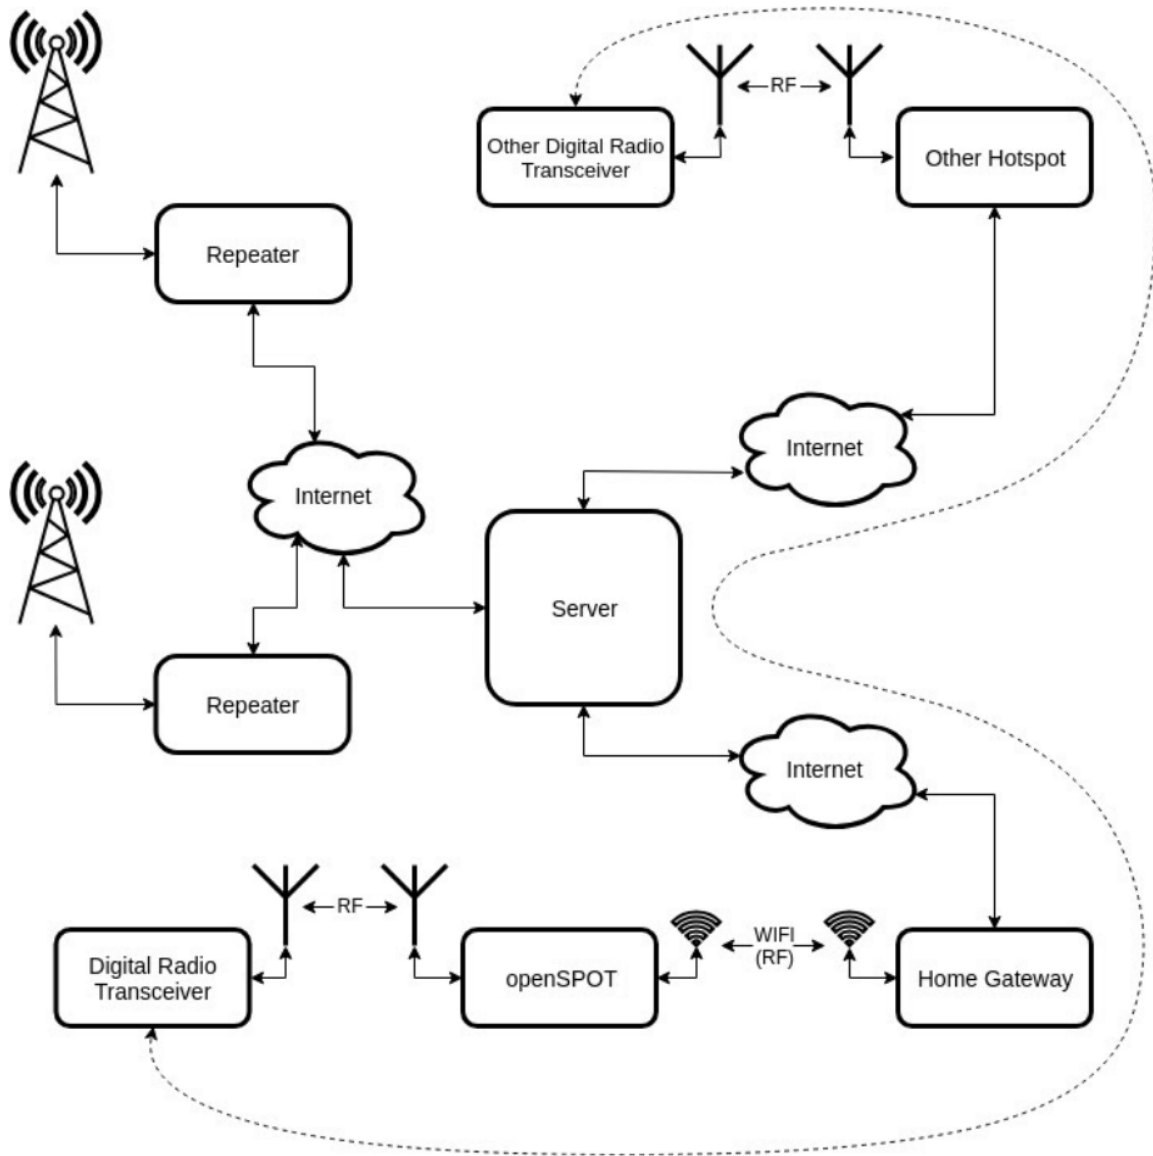 RF
Other Digital Radio
Transceiver
Other Hotspot
Repeater
Internet
Internet
Server
Repeater
Internet
RF
WIFI
(RF)
Digital Radio
Transceiver
openSPOT
Home Gateway